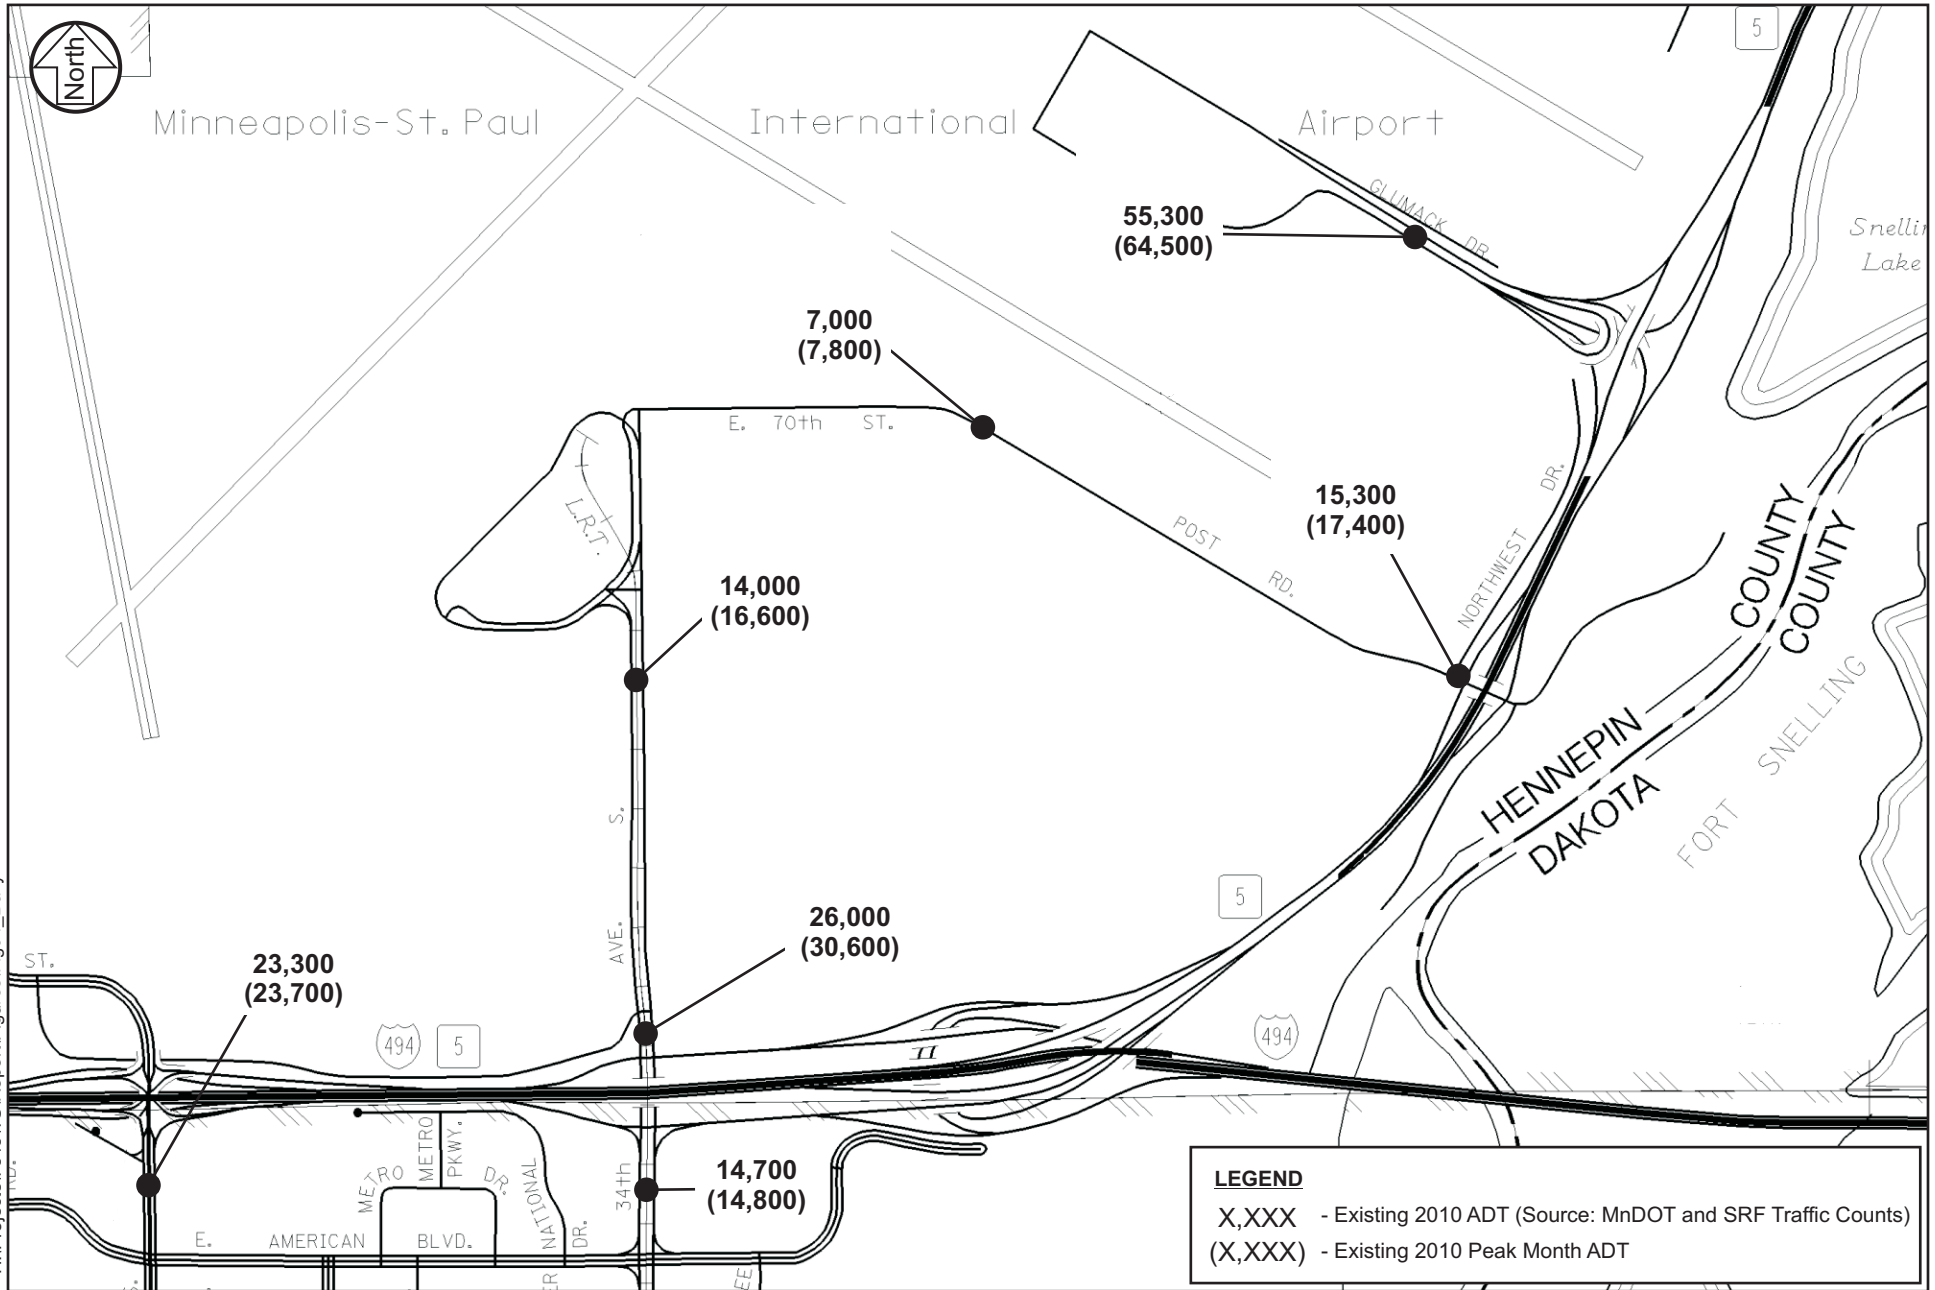 North
5
Minneapolis-St. Paul International Airport
GLUMACK DR
55,300
(64,500)
Lake
7,000
(7,800)
E. 70th ST.
L.R.T.
POST RD.
NORTHWEST DR.
15,300
(17,400)
14,000
(16,600)
COUNTY
COUNTY
HENNEPIN
DAKOTA
FORT SNELLING
S.
AVE.
34th
5
26,000
(30,600)
ST.
23,300
(23,700)
494
5
494
METRO PKWY.
METRO DR.
NATIONAL DR.
14,700
(14,800)
E. AMERICAN BLVD.
LEGEND
X,XXX - Existing 2010 ADT (Source: MnDOT and SRF Traffic Counts)
(X,XXX) - Existing 2010 Peak Month ADT